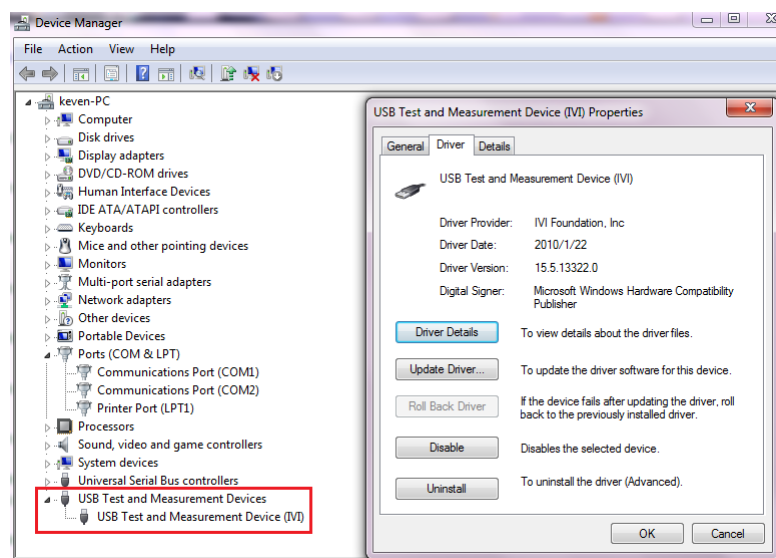 Device Manager
File Action View Help
keven-PC
Computer
Disk drives
Display adapters
DVD/CD-ROM drives
Human Interface Devices
IDE ATA/ATAPI controllers
Keyboards
Mice and other pointing devices
Monitors
Multi-port serial adapters
Network adapters
Other devices
Portable Devices
Ports (COM & LPT)
Communications Port (COM1)
Communications Port (COM2)
Printer Port (LPT1)
Processors
Sound, video and game controllers
System devices
Universal Serial Bus controllers
USB Test and Measurement Devices
USB Test and Measurement Device (IVI)
USB Test and Measurement Device (IVI) Properties
General Driver Details
USB Test and Measurement Device (IVI)
Driver Provider: IVI Foundation, Inc
Driver Date: 2010/1/22
Driver Version: 15.5.13322.0
Digital Signer: Microsoft Windows Hardware Compatibility
Publisher
Driver Details To view details about the driver files.
Update Driver... To update the driver software for this device.
Roll Back Driver If the device fails after updating the driver, roll
back to the previously installed driver.
Disable Disables the selected device.
Uninstall To uninstall the driver (Advanced).
OK Cancel